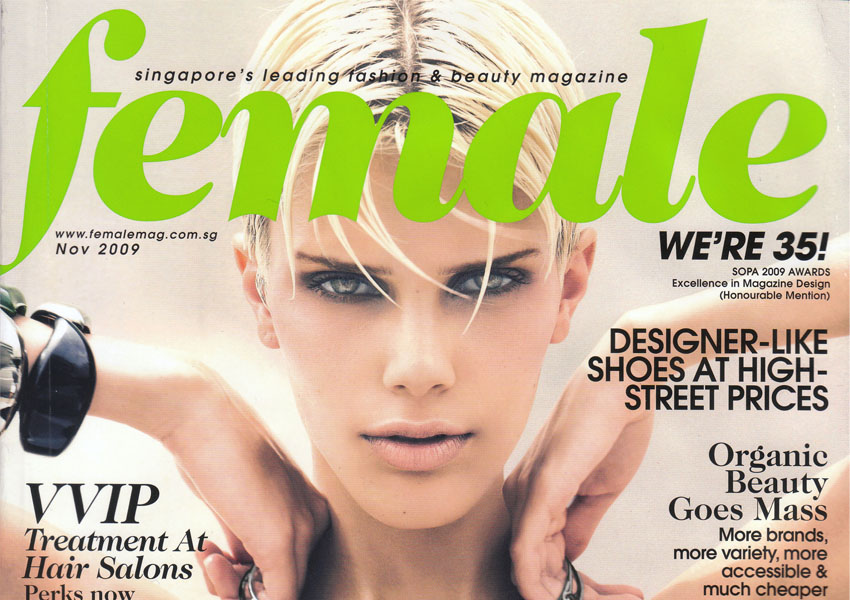 female
singapore's leading fashion & beauty magazine
www.femalemag.com.sg
Nov 2009
WE'RE 35!
SOPA 2009 AWARDS
Excellence in Magazine Design
(Honourable Mention)
DESIGNER-LIKE
SHOES AT HIGH-
STREET PRICES
Organic
Beauty
Goes Mass
More brands,
more variety, more
accessible &
much cheaper
VVIP
Treatment At
Hair Salons
Perks now